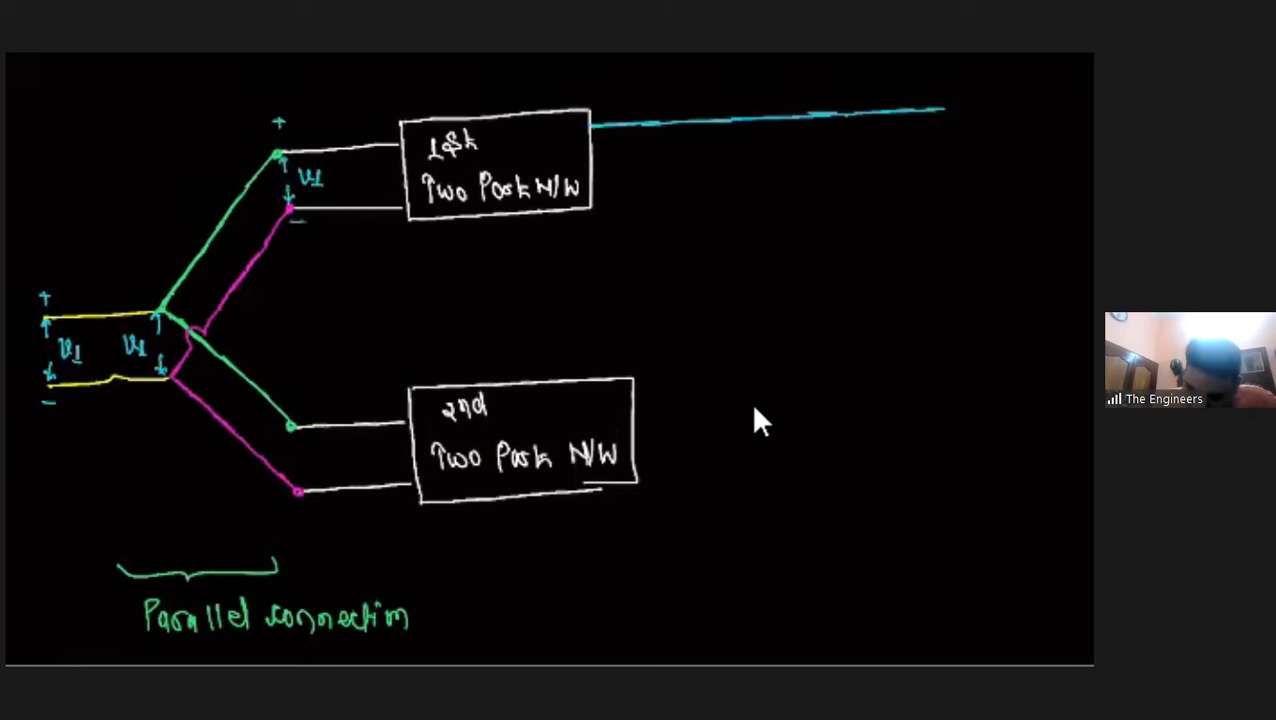 +
V1
-
1st
Two Port N/W
+
V1
V1
-
2nd
Two Port N/W
Parallel connection
The Engineers